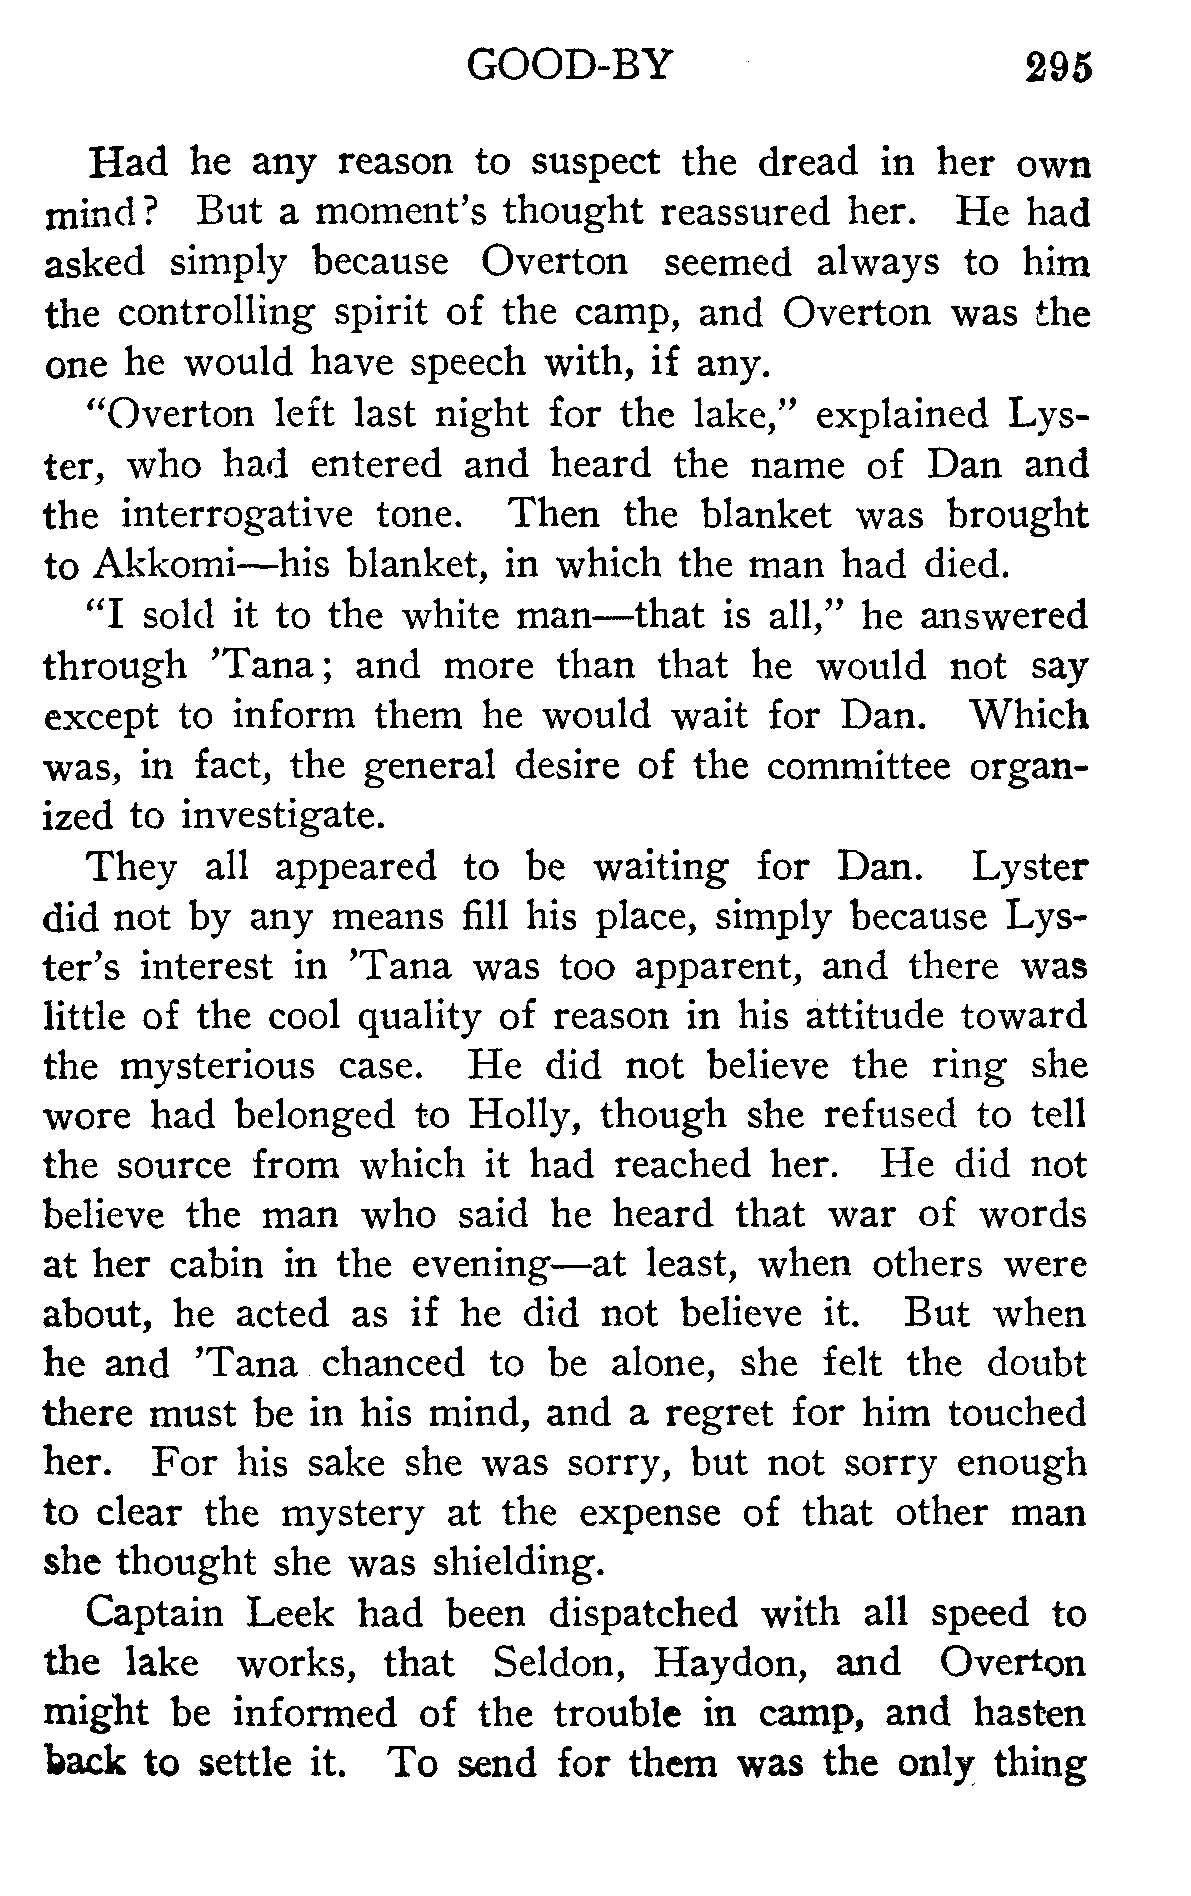 GOOD-BY 295
Had he any reason to suspect the dread in her own
mind? But a moment's thought reassured her. He had
asked simply because Overton seemed always to him
the controlling spirit of the camp, and Overton was the
one he would have speech with, if any.
"Overton left last night for the lake," explained Lys-
ter, who had entered and heard the name of Dan and
the interrogative tone. Then the blanket was brought
to Akkomi—his blanket, in which the man had died.
"I sold it to the white man—that is all," he answered
through 'Tana; and more than that he would not say
except to inform them he would wait for Dan. Which
was, in fact, the general desire of the committee organ-
ized to investigate.
They all appeared to be waiting for Dan. Lyster
did not by any means fill his place, simply because Lys-
ter's interest in 'Tana was too apparent, and there was
little of the cool quality of reason in his attitude toward
the mysterious case. He did not believe the ring she
wore had belonged to Holly, though she refused to tell
the source from which it had reached her. He did not
believe the man who said he heard that war of words
at her cabin in the evening—at least, when others were
about, he acted as if he did not believe it. But when
he and 'Tana chanced to be alone, she felt the doubt
there must be in his mind, and a regret for him touched
her. For his sake she was sorry, but not sorry enough
to clear the mystery at the expense of that other man
she thought she was shielding.
Captain Leek had been dispatched with all speed to
the lake works, that Seldon, Haydon, and Overton
might be informed of the trouble in camp, and hasten
back to settle it. To send for them was the only thing